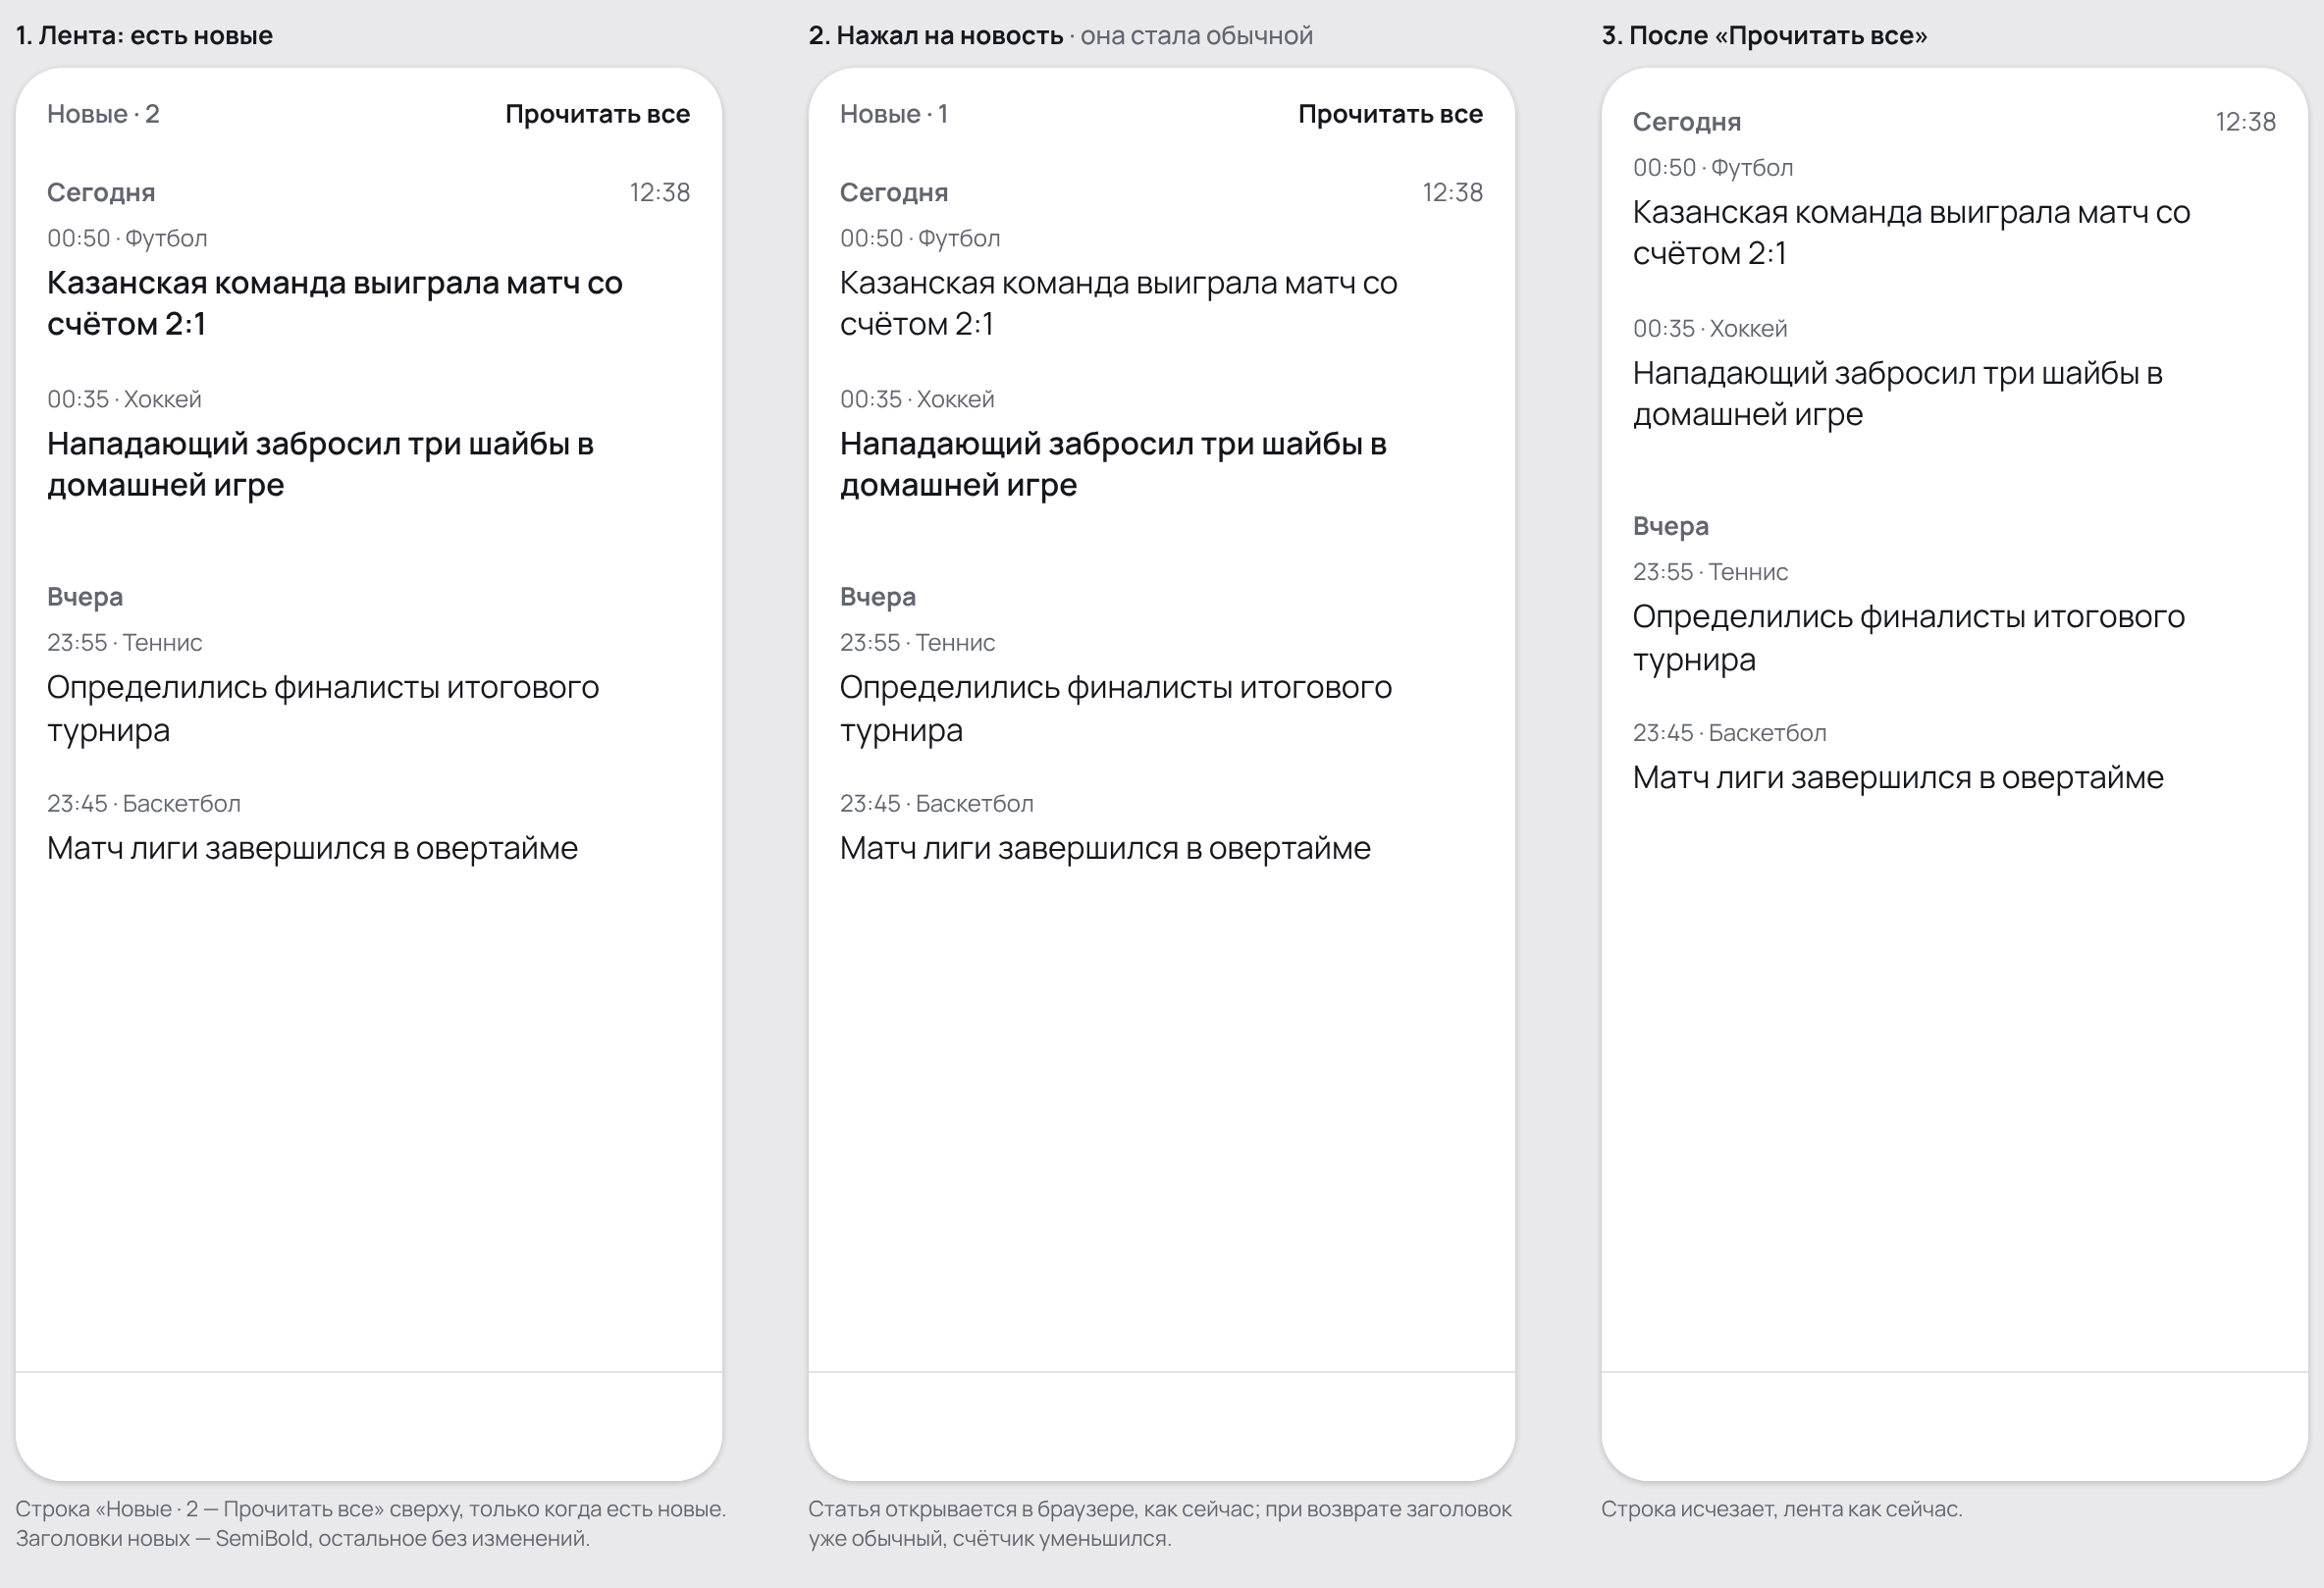 1. Лента: есть новые
Новые · 2
Прочитать все
Сегодня
12:38
00:50 · Футбол
Казанская команда выиграла матч со
счётом 2:1
00:35 · Хоккей
Нападающий забросил три шайбы в
домашней игре
Вчера
23:55 · Теннис
Определились финалисты итогового
турнира
23:45 · Баскетбол
Матч лиги завершился в овертайме
Строка «Новые · 2 — Прочитать все» сверху, только когда есть новые.
Заголовки новых — SemiBold, остальное без изменений.
2. Нажал на новость · она стала обычной
Новые · 1
Прочитать все
Сегодня
12:38
00:50 · Футбол
Казанская команда выиграла матч со
счётом 2:1
00:35 · Хоккей
Нападающий забросил три шайбы в
домашней игре
Вчера
23:55 · Теннис
Определились финалисты итогового
турнира
23:45 · Баскетбол
Матч лиги завершился в овертайме
Статья открывается в браузере, как сейчас; при возврате заголовок
уже обычный, счётчик уменьшился.
3. После «Прочитать все»
Сегодня
12:38
00:50 · Футбол
Казанская команда выиграла матч со
счётом 2:1
00:35 · Хоккей
Нападающий забросил три шайбы в
домашней игре
Вчера
23:55 · Теннис
Определились финалисты итогового
турнира
23:45 · Баскетбол
Матч лиги завершился в овертайме
Строка исчезает, лента как сейчас.